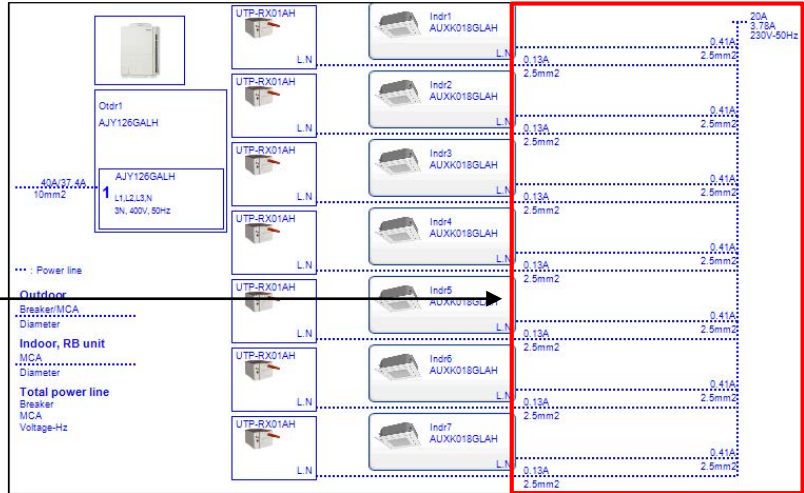 Otdr1
AJY126GALH
AJY126GALH
1
L1,L2,L3,N
3N, 400V, 50Hz
40A/37.4A
10mm2
: Power line
Outdoor
Breaker/MCA
Diameter
Indoor, RB unit
MCA
Diameter
Total power line
Breaker
MCA
Voltage-Hz
20A
3.78A
230V-50Hz
UTP-RX01AH
L.N
Indr1
AUXK018GLAH
L.N
0.41A
2.5mm2
0.13A
2.5mm2
UTP-RX01AH
L.N
Indr2
AUXK018GLAH
L.N
0.41A
2.5mm2
0.13A
2.5mm2
UTP-RX01AH
L.N
Indr3
AUXK018GLAH
L.N
0.41A
2.5mm2
0.13A
2.5mm2
UTP-RX01AH
L.N
Indr4
AUXK018GLAH
L.N
0.41A
2.5mm2
0.13A
2.5mm2
UTP-RX01AH
L.N
Indr5
AUXK018GLAH
L.N
0.41A
2.5mm2
0.13A
2.5mm2
UTP-RX01AH
L.N
Indr6
AUXK018GLAH
L.N
0.41A
2.5mm2
0.13A
2.5mm2
UTP-RX01AH
L.N
Indr7
AUXK018GLAH
L.N
0.41A
2.5mm2
0.13A
2.5mm2